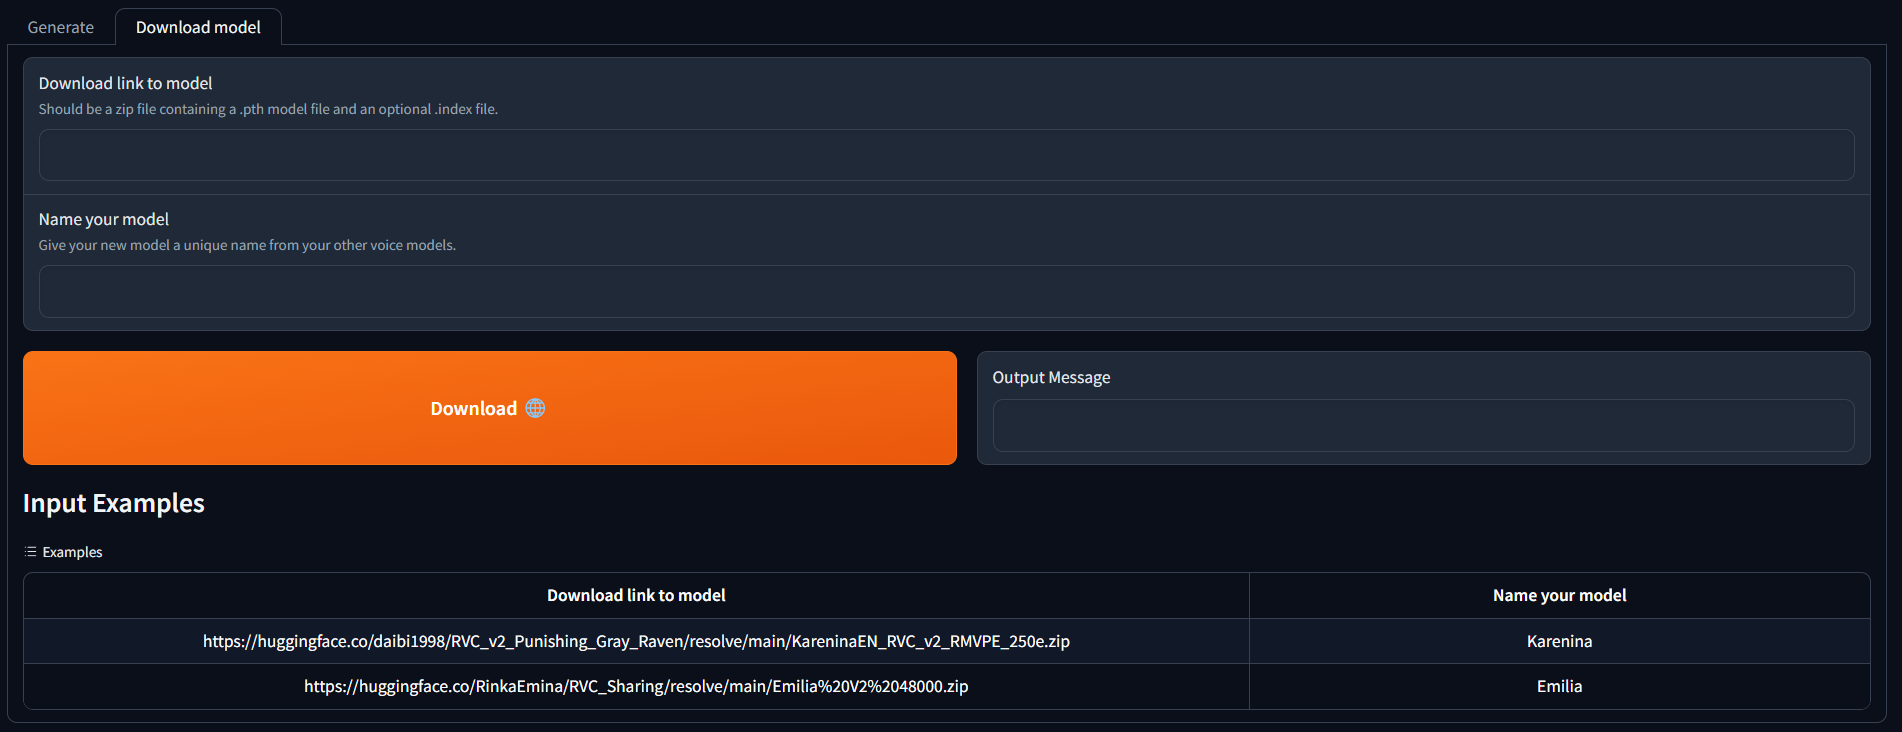 Generate
Download model
Download link to model
Should be a zip file containing a .pth model file and an optional .index file.
Name your model
Give your new model a unique name from your other voice models.
Download
Output Message
Input Examples
Examples
Download link to model
Name your model
https://huggingface.co/daibi1998/RVC_v2_Punishing_Gray_Raven/resolve/main/KareninaEN_RVC_v2_RMVPE_250e.zip
Karenina
https://huggingface.co/RinkaEmina/RVC_Sharing/resolve/main/Emilia%20V2%2048000.zip
Emilia